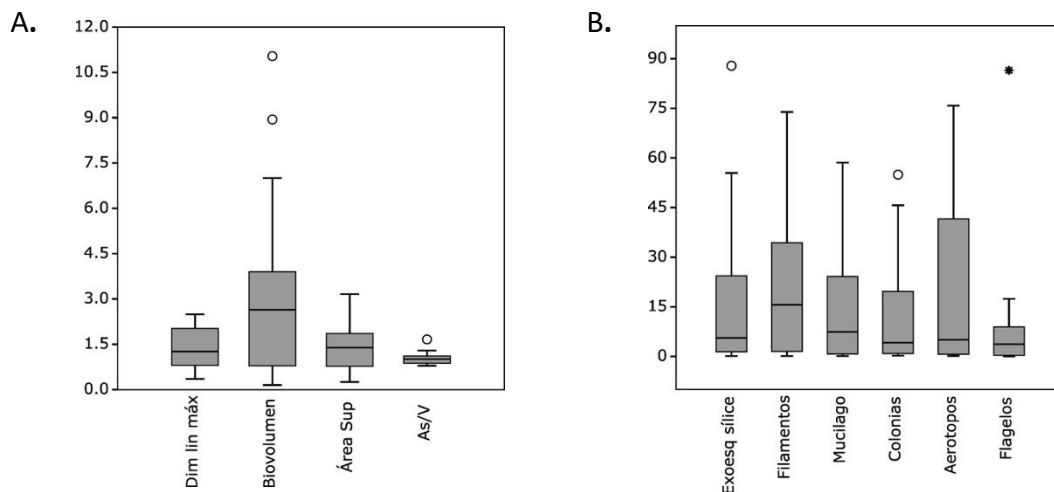 A.
12.0
10.5
9.0
7.5
6.0
4.5
3.0
1.5
0.0
Dim lin máx
Biovolumen
Área Sup
As/V
B.
90
75
60
45
30
15
0
Exoesq sílice
Filamentos
Mucilago
Colonias
Aerotopos
Flagelos